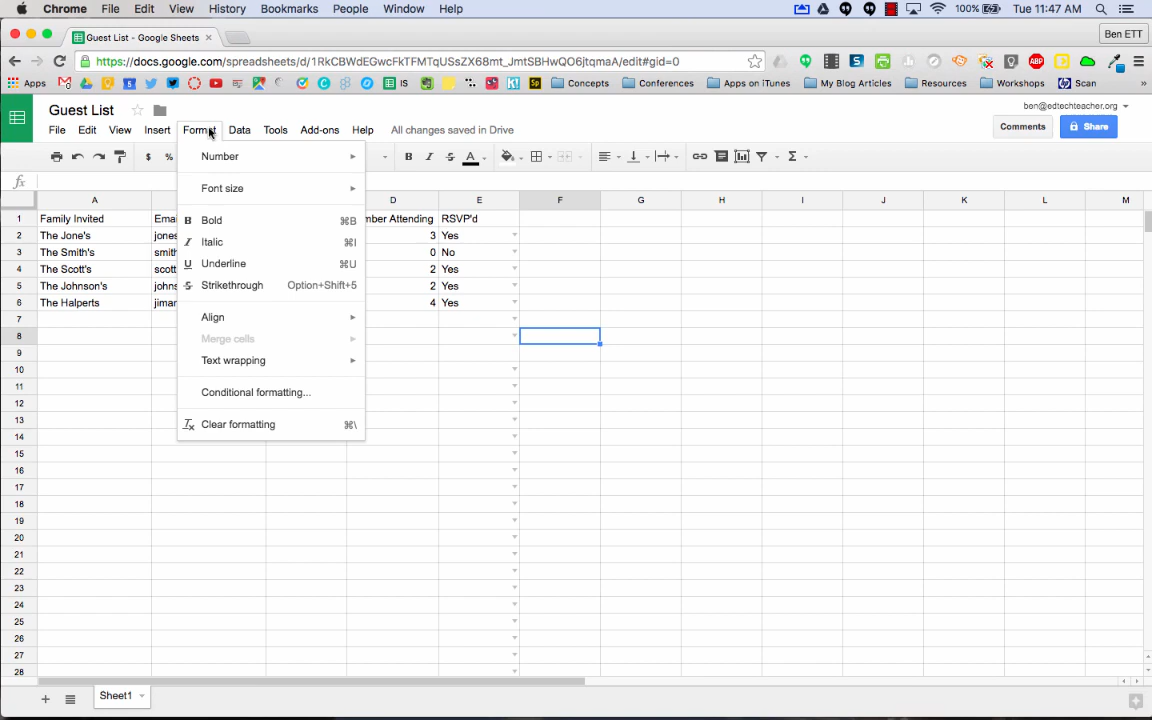 Chrome File Edit View History Bookmarks People Window Help 100% Tue 11:47 AM
Guest List - Google Sheets Ben ETT
https://docs.google.com/spreadsheets/d/1RkCBWdEGwcFkTFMTqUSsZX68mt_JmtSBHwQO6jtqmaA/edit#gid=0
Apps IS Concepts Conferences Apps on iTunes My Blog Articles Resources Workshops Scan »
Guest List ben@edtechteacher.org
File Edit View Insert Format Data Tools Add-ons Help All changes saved in Drive Comments Share
$ % B I S A Σ
fx
A D E F G H I J K L M
1 Family Invited Emai mber Attending RSVP'd
2 The Jone's jones 3 Yes
3 The Smith's smith 0 No
4 The Scott's scott 2 Yes
5 The Johnson's johns 2 Yes
6 The Halperts jimar 4 Yes
7
8
9
10
11
12
13
14
15
16
17
18
19
20
21
22
23
24
25
26
27
28
Number
Font size
B Bold ⌘B
I Italic ⌘I
U Underline ⌘U
S Strikethrough Option+Shift+5
Align
Merge cells
Text wrapping
Conditional formatting...
Clear formatting ⌘\
Sheet1